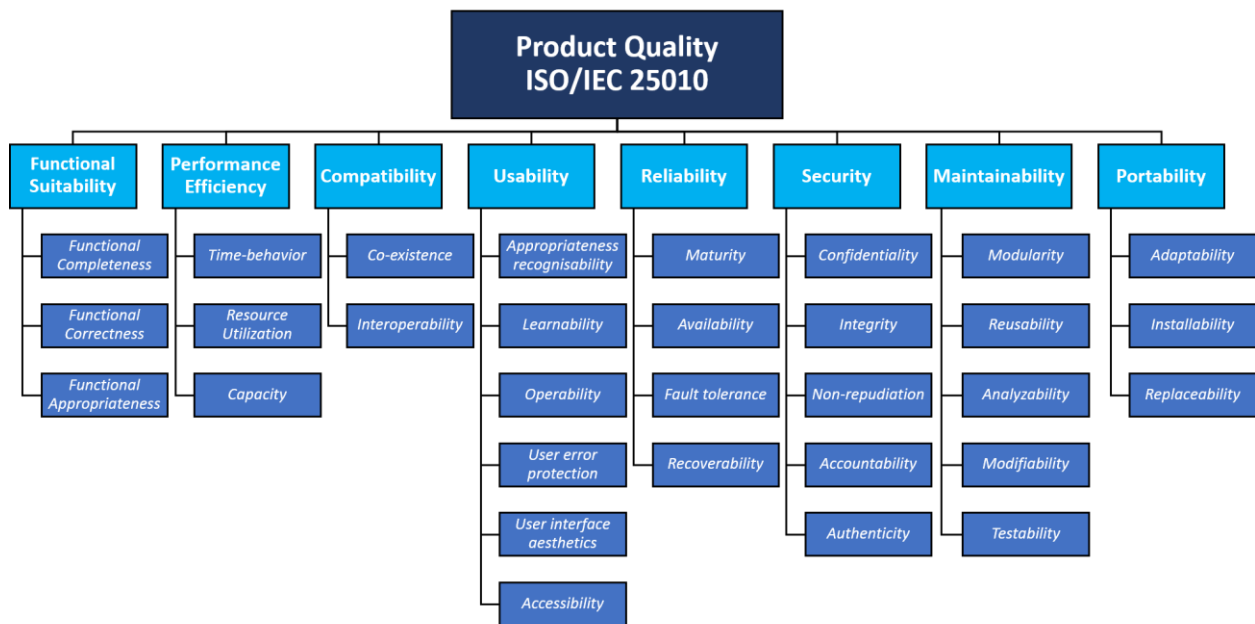 Product Quality
ISO/IEC 25010
Functional
Suitability
Performance
Efficiency
Compatibility
Usability
Reliability
Security
Maintainability
Portability
Functional
Completeness
Functional
Correctness
Functional
Appropriateness
Time-behavior
Resource
Utilization
Capacity
Co-existence
Interoperability
Appropriateness
recognisability
Learnability
Operability
User error
protection
User interface
aesthetics
Accessibility
Maturity
Availability
Fault tolerance
Recoverability
Confidentiality
Integrity
Non-repudiation
Accountability
Authenticity
Modularity
Reusability
Analyzability
Modifiability
Testability
Adaptability
Installability
Replaceability